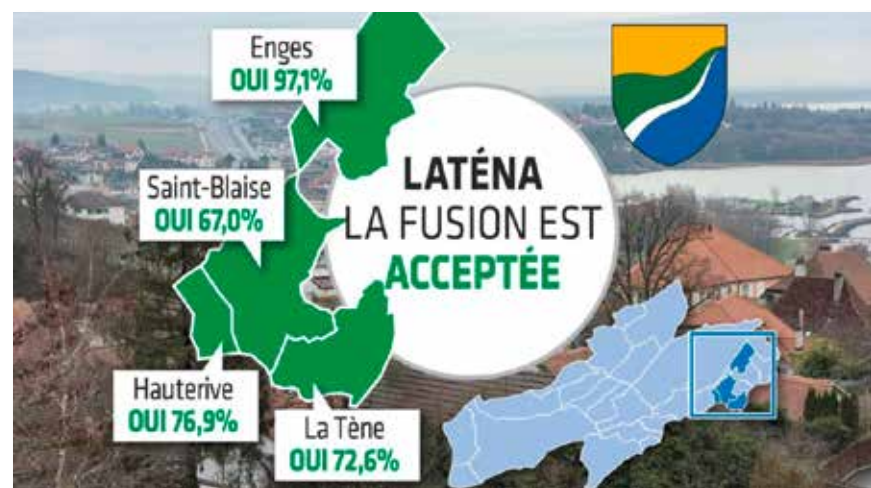 Enges
OUI 97,1%
Saint-Blaise
OUI 67,0%
LATÉNA
LA FUSION EST
ACCEPTÉE
Hauterive
OUI 76,9%
La Tène
OUI 72,6%